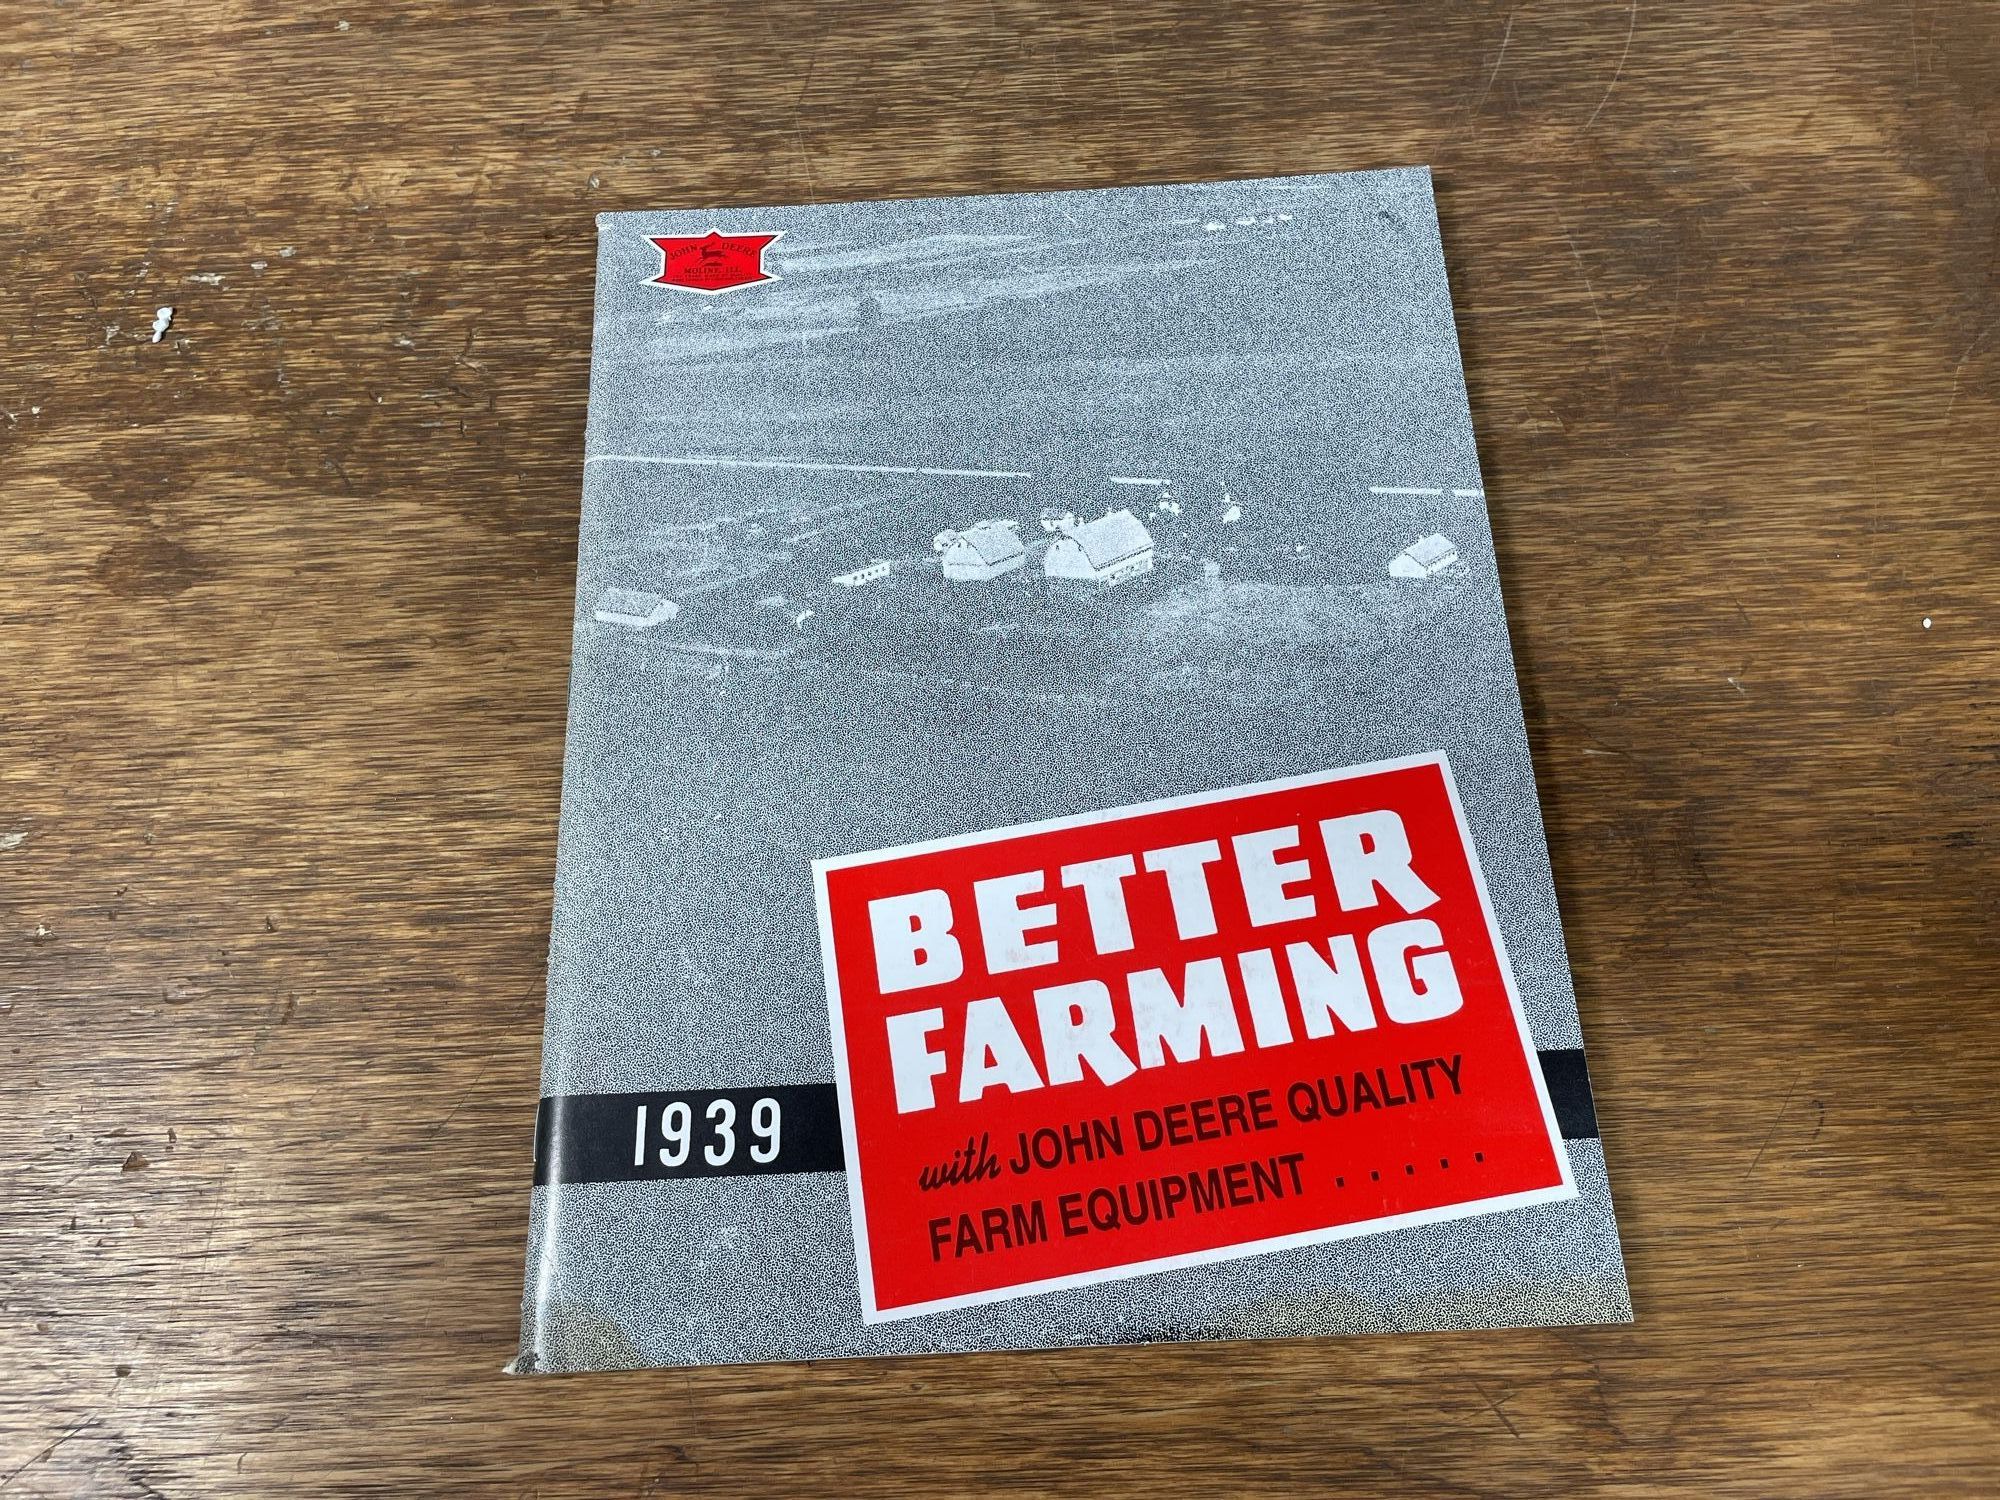 JOHN DEERE
MOLINE, ILL.
BETTER
FARMING
with JOHN DEERE QUALITY
FARM EQUIPMENT . . . .
1939